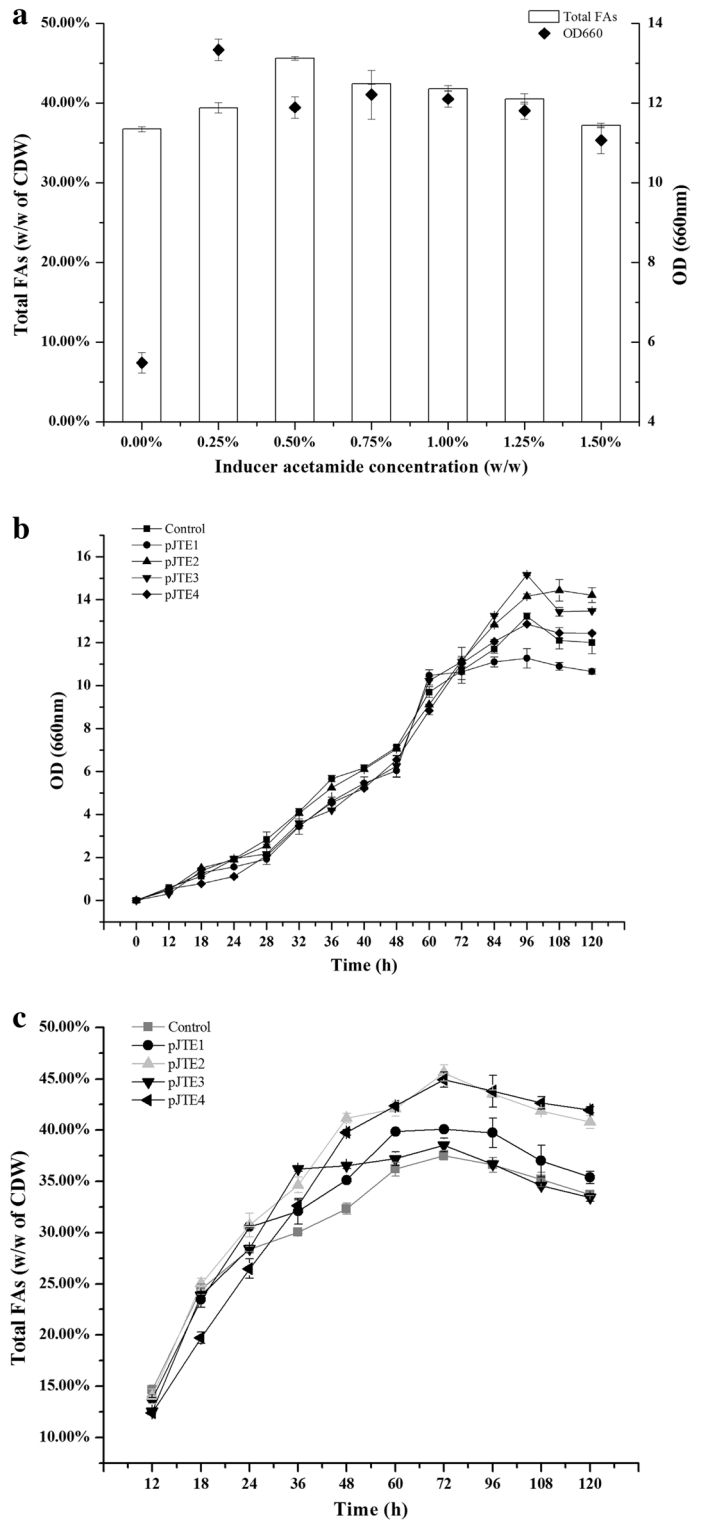 a
Total FAs
OD660
50.00%
40.00%
30.00%
20.00%
10.00%
0.00%
Total FAs (w/w of CDW)
14
12
10
8
6
4
OD (660nm)
0.00% 0.25% 0.50% 0.75% 1.00% 1.25% 1.50%
Inducer acetamide concentration (w/w)
b
Control
pJTE1
pJTE2
pJTE3
pJTE4
16
14
12
10
8
6
4
2
0
OD (660nm)
0 12 18 24 28 32 36 40 48 60 72 84 96 108 120
Time (h)
c
Control
pJTE1
pJTE2
pJTE3
pJTE4
50.00%
45.00%
40.00%
35.00%
30.00%
25.00%
20.00%
15.00%
10.00%
Total FAs (w/w of CDW)
12 18 24 36 48 60 72 96 108 120
Time (h)